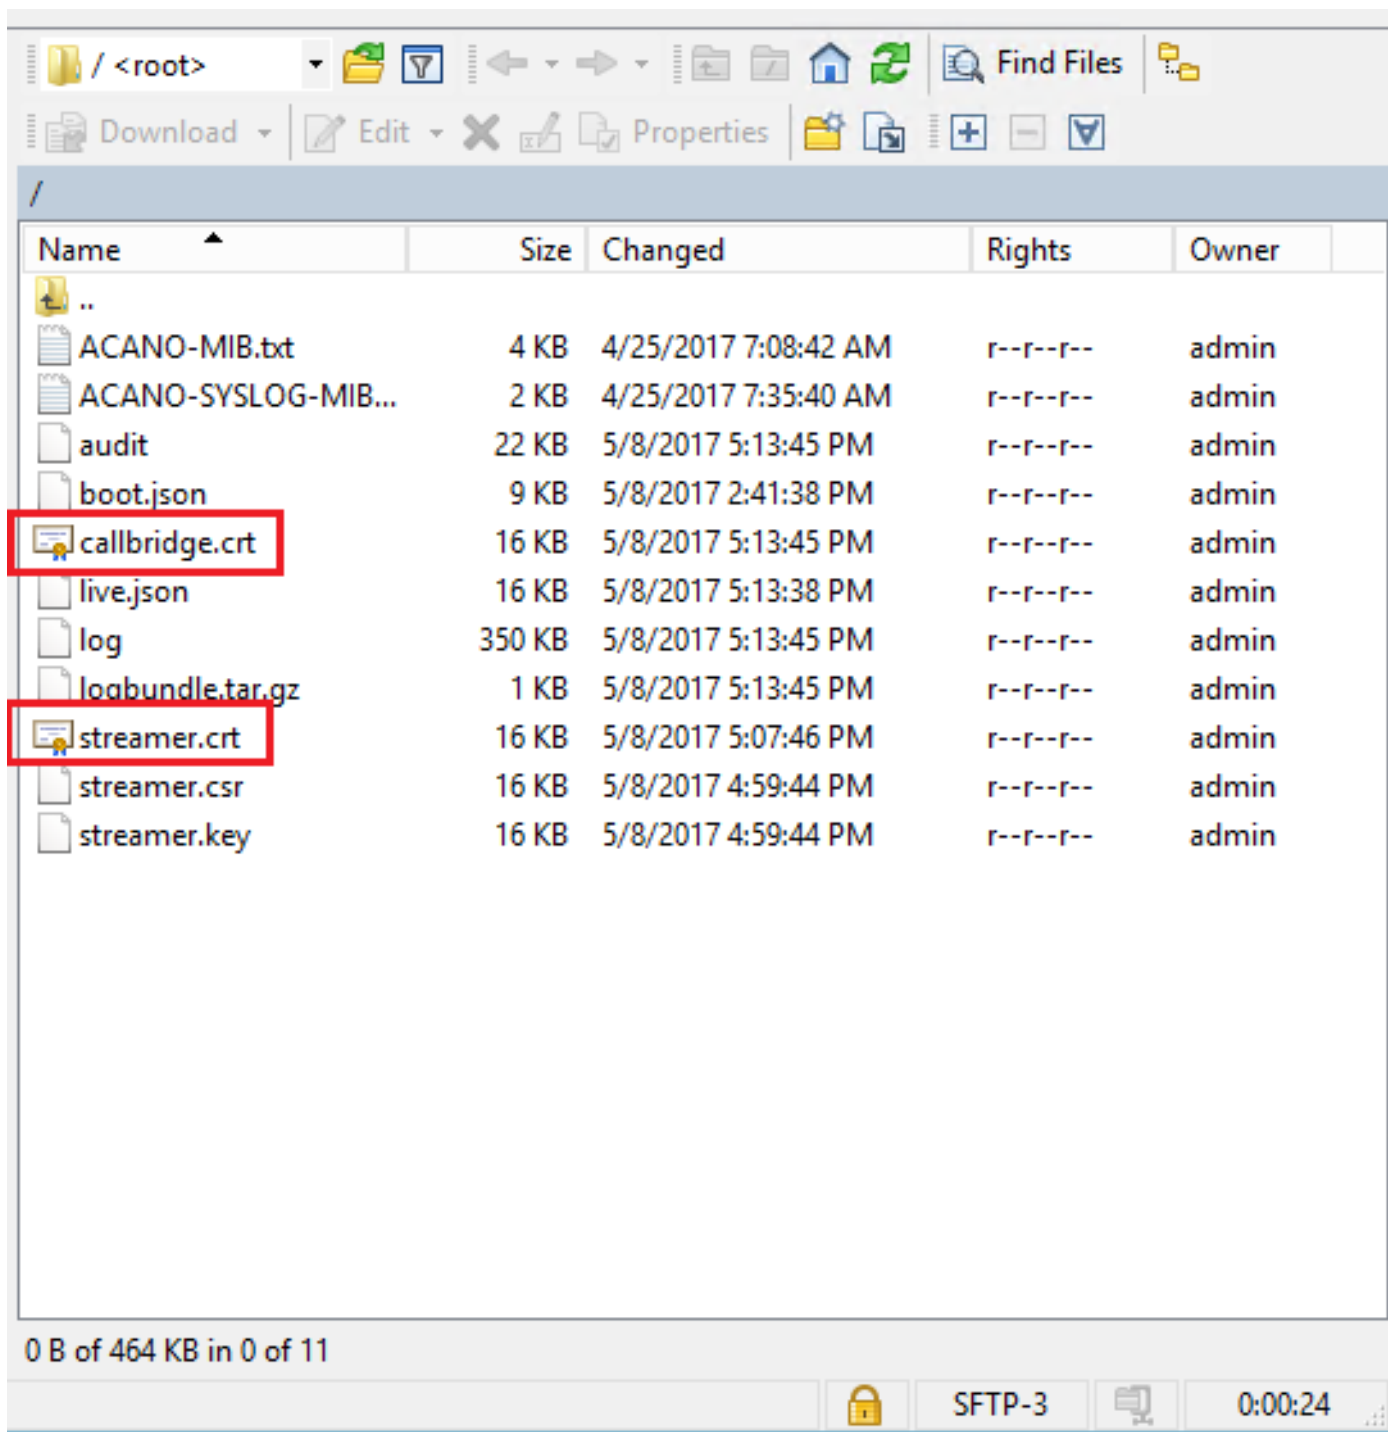 / <root> Find Files
Download Edit Properties
/
Name Size Changed Rights Owner
..
ACANO-MIB.txt 4 KB 4/25/2017 7:08:42 AM r--r--r-- admin
ACANO-SYSLOG-MIB... 2 KB 4/25/2017 7:35:40 AM r--r--r-- admin
audit 22 KB 5/8/2017 5:13:45 PM r--r--r-- admin
boot.json 9 KB 5/8/2017 2:41:38 PM r--r--r-- admin
callbridge.crt 16 KB 5/8/2017 5:13:45 PM r--r--r-- admin
live.json 16 KB 5/8/2017 5:13:38 PM r--r--r-- admin
log 350 KB 5/8/2017 5:13:45 PM r--r--r-- admin
logbundle.tar.gz 1 KB 5/8/2017 5:13:45 PM r--r--r-- admin
streamer.crt 16 KB 5/8/2017 5:07:46 PM r--r--r-- admin
streamer.csr 16 KB 5/8/2017 4:59:44 PM r--r--r-- admin
streamer.key 16 KB 5/8/2017 4:59:44 PM r--r--r-- admin
0 B of 464 KB in 0 of 11
SFTP-3 0:00:24